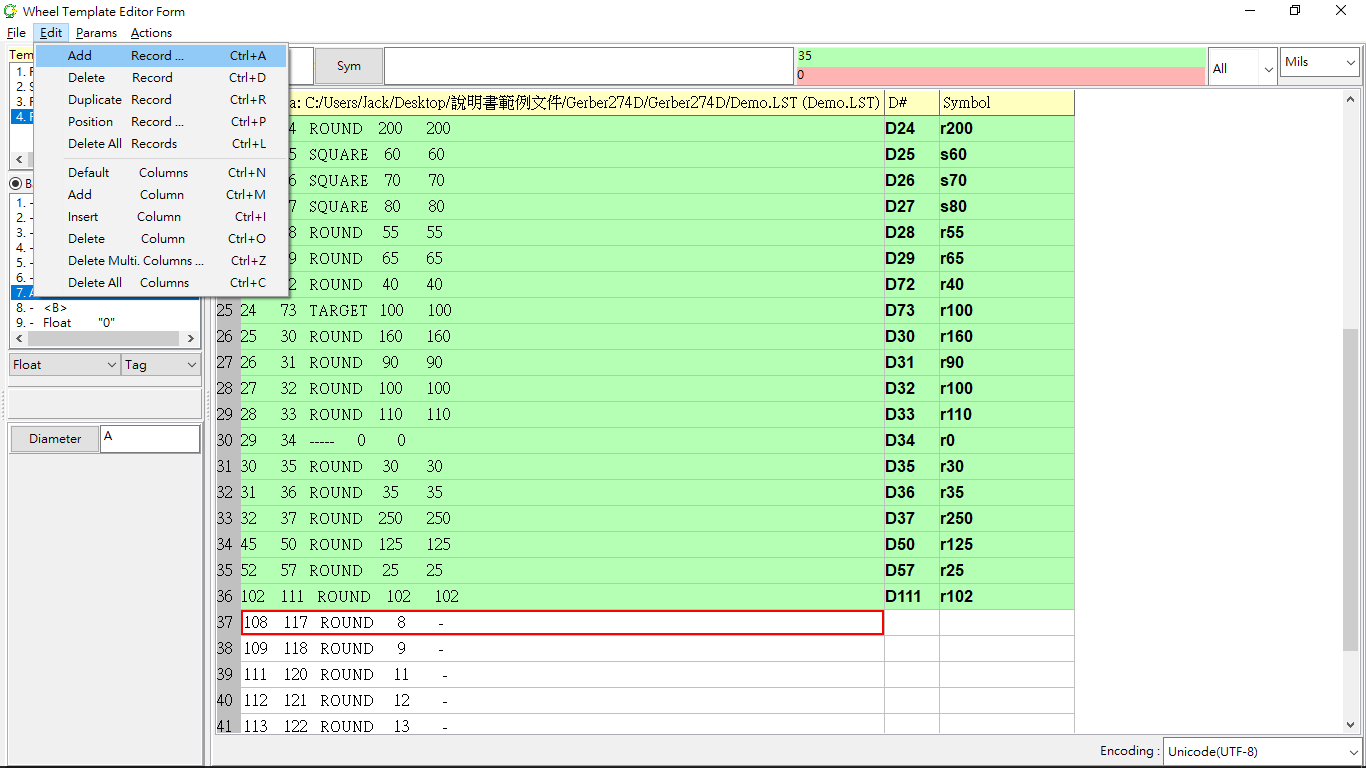 Wheel Template Editor Form
File Edit Params Actions
Tem
1. F
2. S
3. F
4. F
Add Record ... Ctrl+A
Delete Record Ctrl+D
Duplicate Record Ctrl+R
Position Record ... Ctrl+P
Delete All Records Ctrl+L
Default Columns Ctrl+N
Add Column Ctrl+M
Insert Column Ctrl+I
Delete Column Ctrl+O
Delete Multi. Columns ... Ctrl+Z
Delete All Columns Ctrl+C
Sym
35
0
All
Mils
B
1. -
2. -
3. -
4. -
5. -
6. -
7. A
8. - <B>
9. - Float "0"
Float Tag
Diameter A
a: C:/Users/Jack/Desktop/說明書範例文件/Gerber274D/Gerber274D/Demo.LST (Demo.LST) D# Symbol
4 ROUND 200 200 D24 r200
5 SQUARE 60 60 D25 s60
6 SQUARE 70 70 D26 s70
7 SQUARE 80 80 D27 s80
8 ROUND 55 55 D28 r55
9 ROUND 65 65 D29 r65
2 ROUND 40 40 D72 r40
25 24 73 TARGET 100 100 D73 r100
26 25 30 ROUND 160 160 D30 r160
27 26 31 ROUND 90 90 D31 r90
28 27 32 ROUND 100 100 D32 r100
29 28 33 ROUND 110 110 D33 r110
30 29 34 ----- 0 0 D34 r0
31 30 35 ROUND 30 30 D35 r30
32 31 36 ROUND 35 35 D36 r35
33 32 37 ROUND 250 250 D37 r250
34 45 50 ROUND 125 125 D50 r125
35 52 57 ROUND 25 25 D57 r25
36 102 111 ROUND 102 102 D111 r102
37 108 117 ROUND 8 -
38 109 118 ROUND 9 -
39 111 120 ROUND 11 -
40 112 121 ROUND 12 -
41 113 122 ROUND 13 -
Encoding : Unicode(UTF-8)